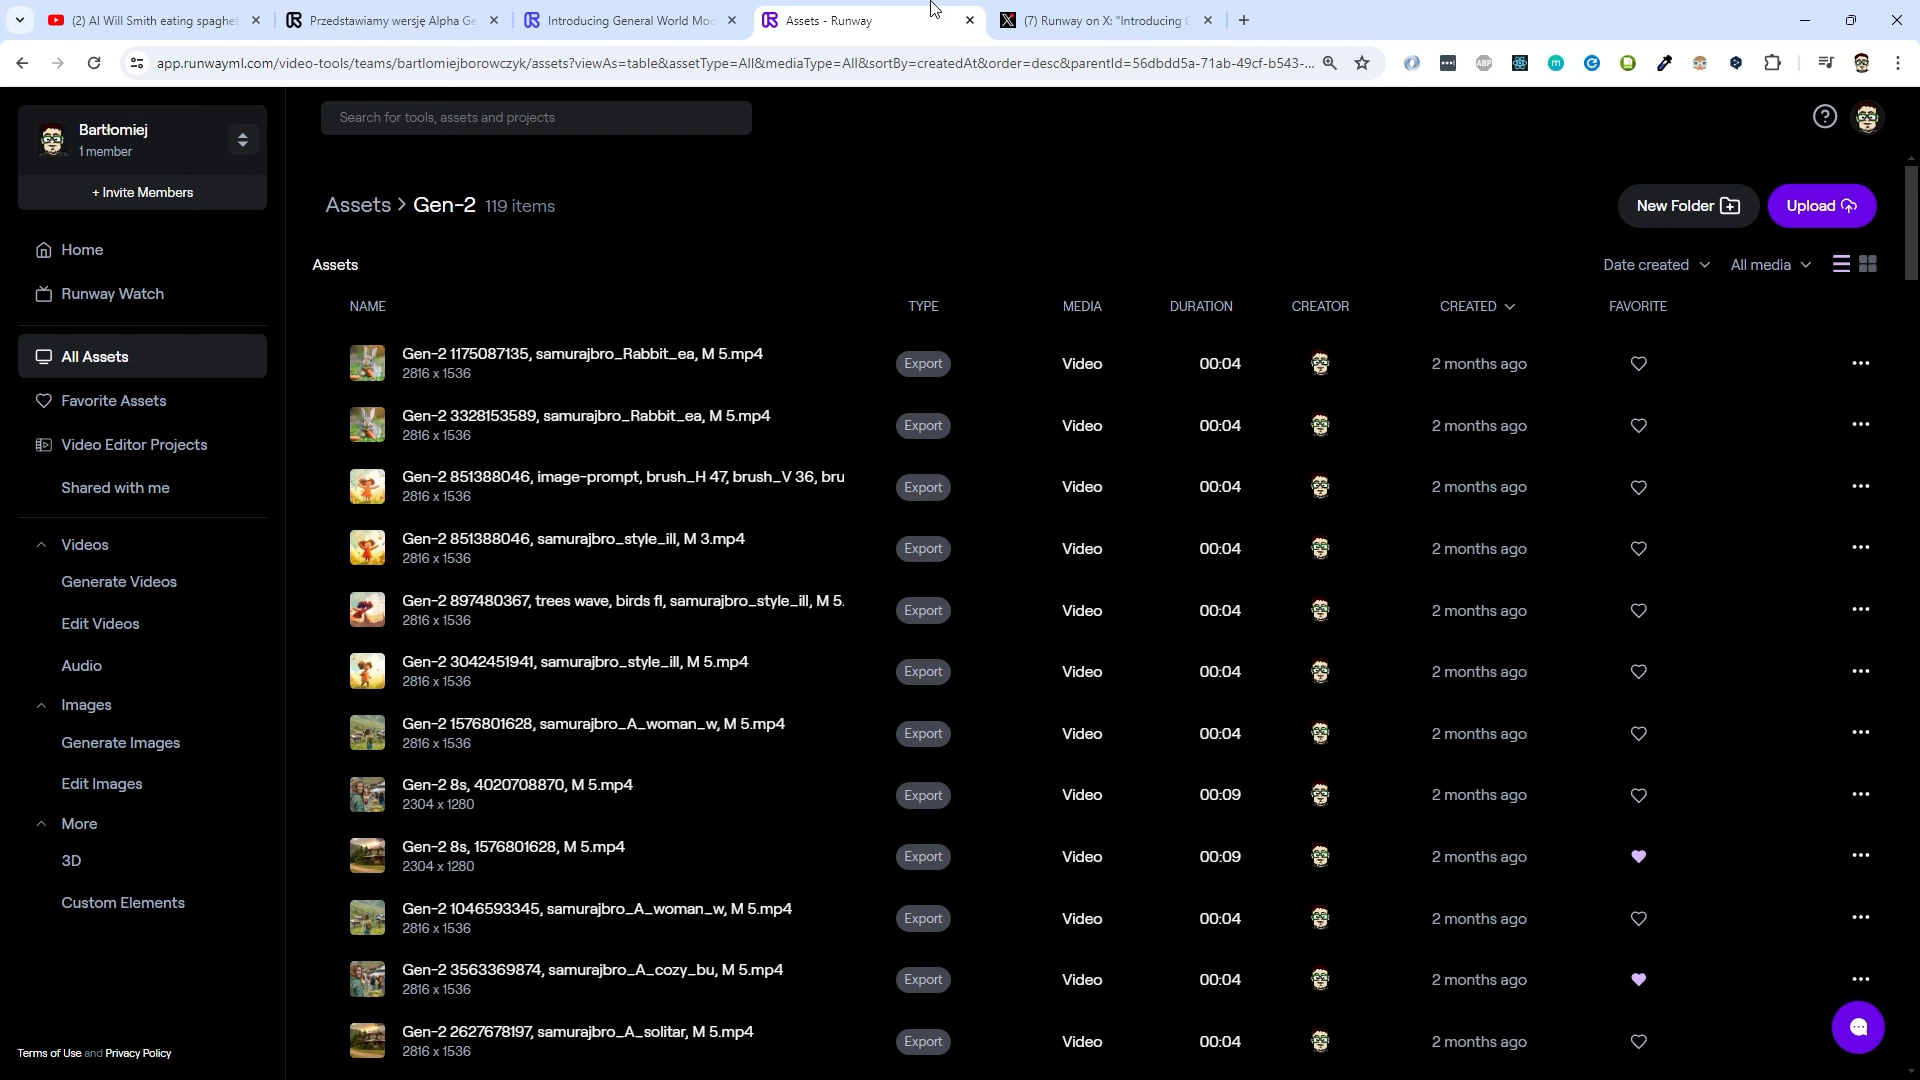 (2) AI Will Smith eating spaghet
Przedstawiamy wersję Alpha Ge
Introducing General World Mod
Assets - Runway
(7) Runway on X: "Introducing G
app.runwayml.com/video-tools/teams/bartlomiejborowczyk/assets?viewAs=table&assetType=All&mediaType=All&sortBy=createdAt&order=desc&parentId=56dbdd5a-71ab-49cf-b543-...
ABP
Bartłomiej
1 member
+ Invite Members
Search for tools, assets and projects
Home
Runway Watch
All Assets
Favorite Assets
Video Editor Projects
Shared with me
Videos
Generate Videos
Edit Videos
Audio
Images
Generate Images
Edit Images
More
3D
Custom Elements
Terms of Use and Privacy Policy
Assets > Gen-2 119 items
New Folder
Upload
Assets
Date created
All media
NAME TYPE MEDIA DURATION CREATOR CREATED FAVORITE
Gen-2 1175087135, samurajbro_Rabbit_ea, M 5.mp4
2816 x 1536
Export Video 00:04 2 months ago
Gen-2 3328153589, samurajbro_Rabbit_ea, M 5.mp4
2816 x 1536
Export Video 00:04 2 months ago
Gen-2 851388046, image-prompt, brush_H 47, brush_V 36, bru
2816 x 1536
Export Video 00:04 2 months ago
Gen-2 851388046, samurajbro_style_ill, M 3.mp4
2816 x 1536
Export Video 00:04 2 months ago
Gen-2 897480367, trees wave, birds fl, samurajbro_style_ill, M 5.
2816 x 1536
Export Video 00:04 2 months ago
Gen-2 3042451941, samurajbro_style_ill, M 5.mp4
2816 x 1536
Export Video 00:04 2 months ago
Gen-2 1576801628, samurajbro_A_woman_w, M 5.mp4
2816 x 1536
Export Video 00:04 2 months ago
Gen-2 8s, 4020708870, M 5.mp4
2304 x 1280
Export Video 00:09 2 months ago
Gen-2 8s, 1576801628, M 5.mp4
2304 x 1280
Export Video 00:09 2 months ago
Gen-2 1046593345, samurajbro_A_woman_w, M 5.mp4
2816 x 1536
Export Video 00:04 2 months ago
Gen-2 3563369874, samurajbro_A_cozy_bu, M 5.mp4
2816 x 1536
Export Video 00:04 2 months ago
Gen-2 2627678197, samurajbro_A_solitar, M 5.mp4
2816 x 1536
Export Video 00:04 2 months ago